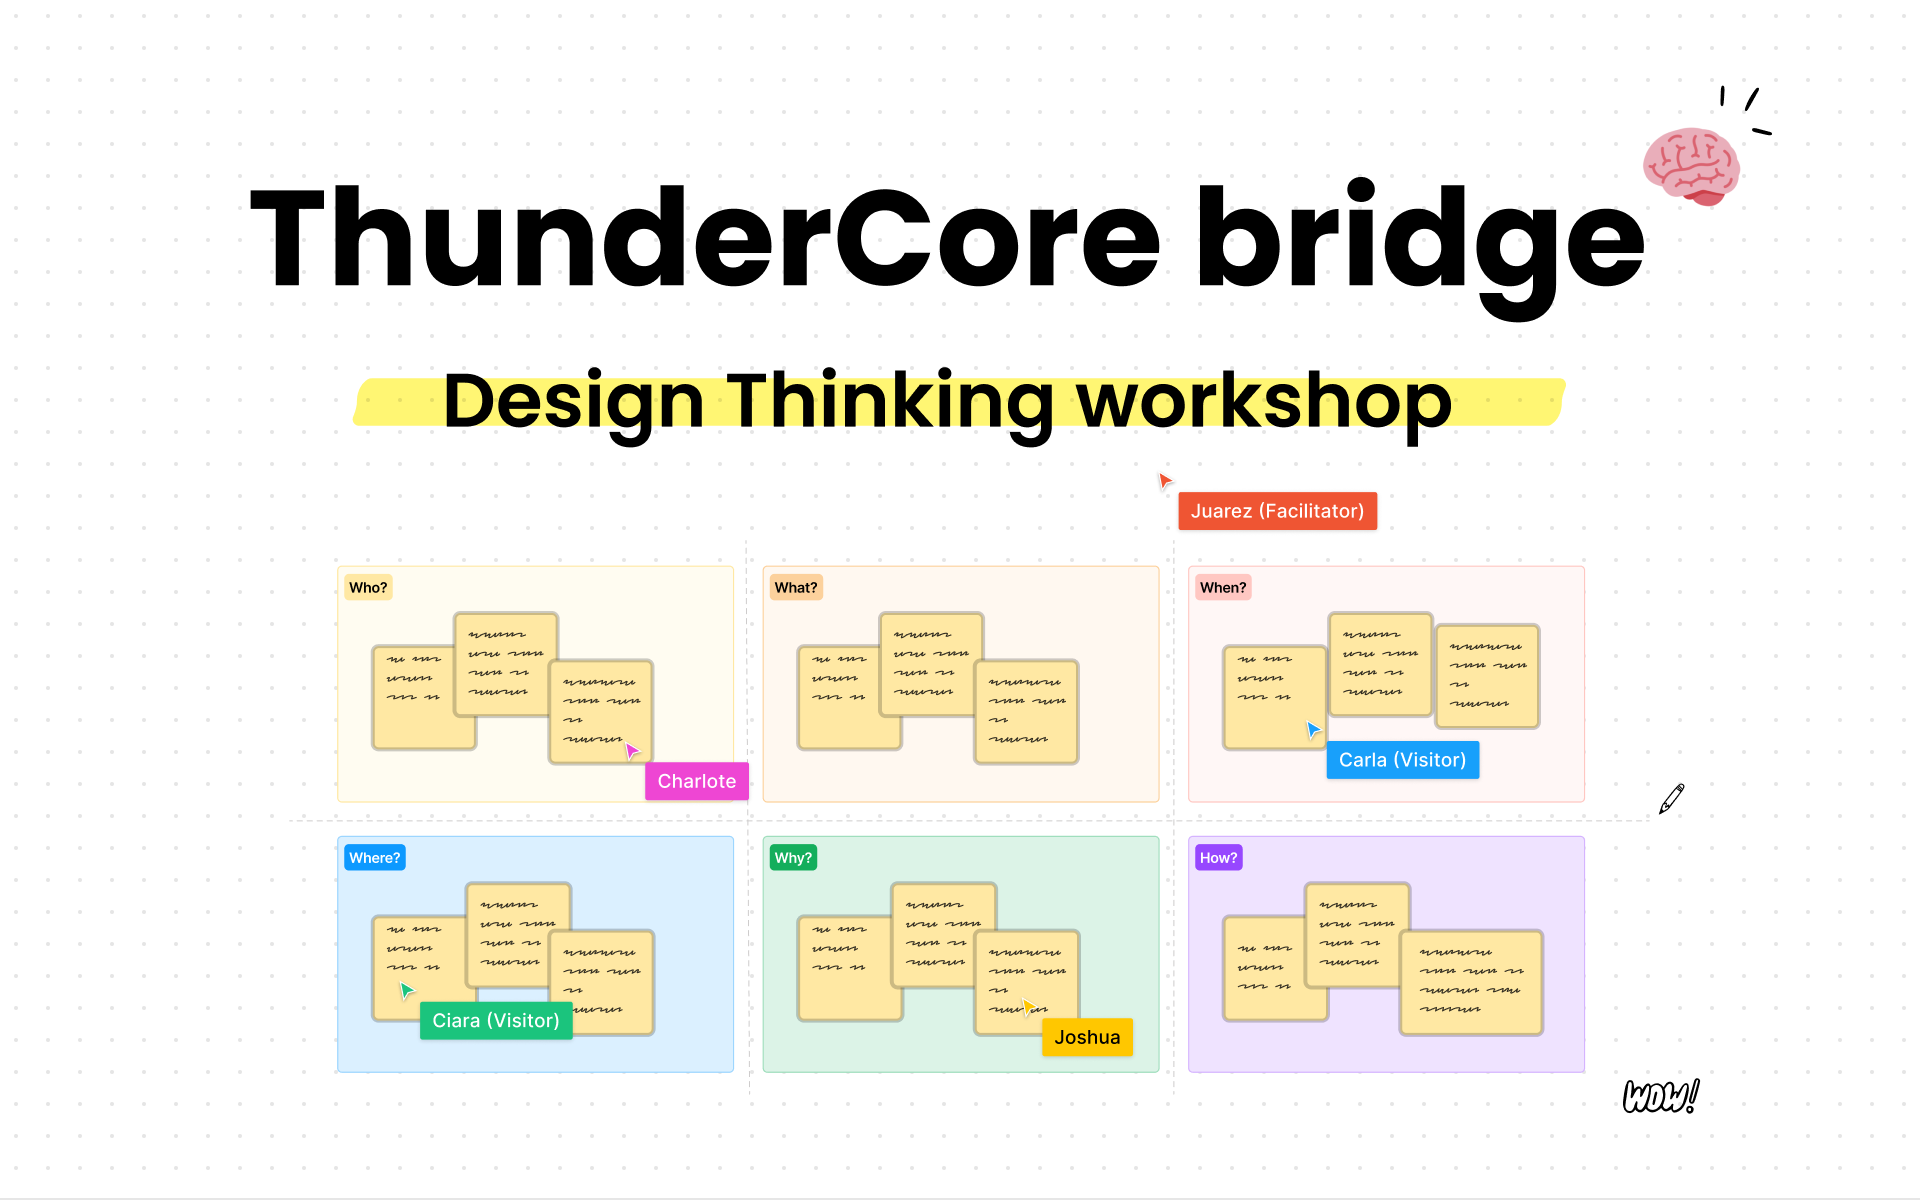 ThunderCore bridge
Design Thinking workshop
Juarez (Facilitator)
Who?
What?
When?
Charlote
Carla (Visitor)
Where?
Why?
How?
Ciara (Visitor)
Joshua
WOW!